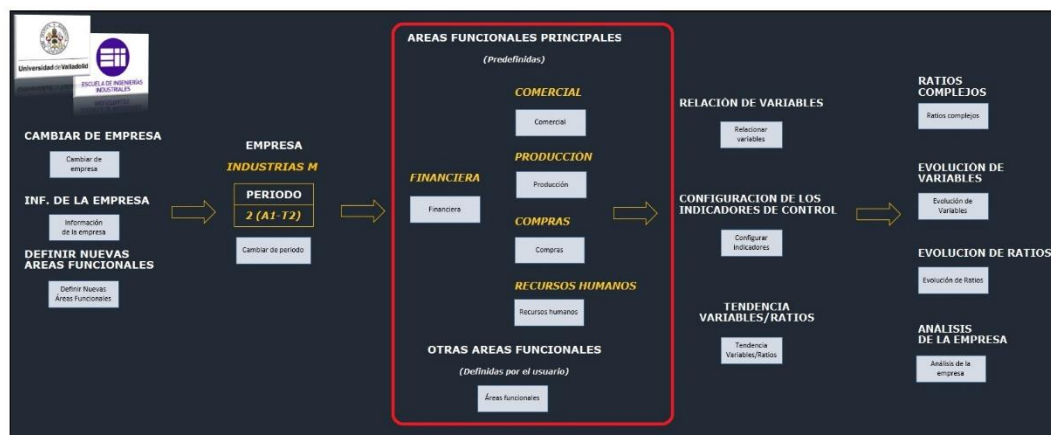 Universidad de Valladolid
ESCUELA DE INGENIERÍAS
INDUSTRIALES
CAMBIAR DE EMPRESA
Cambiar de
empresa
INF. DE LA EMPRESA
Información
de la empresa
DEFINIR NUEVAS
AREAS FUNCIONALES
Definir Nuevas
Áreas Funcionales
EMPRESA
INDUSTRIAS M
PERIODO
2 (A1-T2)
Cambiar de periodo
AREAS FUNCIONALES PRINCIPALES
(Predefinidas)
FINANCIERA
Financiera
COMERCIAL
Comercial
PRODUCCIÓN
Producción
COMPRAS
Compras
RECURSOS HUMANOS
Recursos humanos
OTRAS AREAS FUNCIONALES
(Definidas por el usuario)
Áreas funcionales
RELACIÓN DE VARIABLES
Relacionar
variables
CONFIGURACION DE LOS
INDICADORES DE CONTROL
Configurar
indicadores
TENDENCIA
VARIABLES/RATIOS
Tendencia
Variables/Ratios
RATIOS
COMPLEJOS
Ratios complejos
EVOLUCIÓN DE
VARIABLES
Evolución de
Variables
EVOLUCION DE RATIOS
Evolución de Ratios
ANÁLISIS
DE LA EMPRESA
Análisis de la
empresa